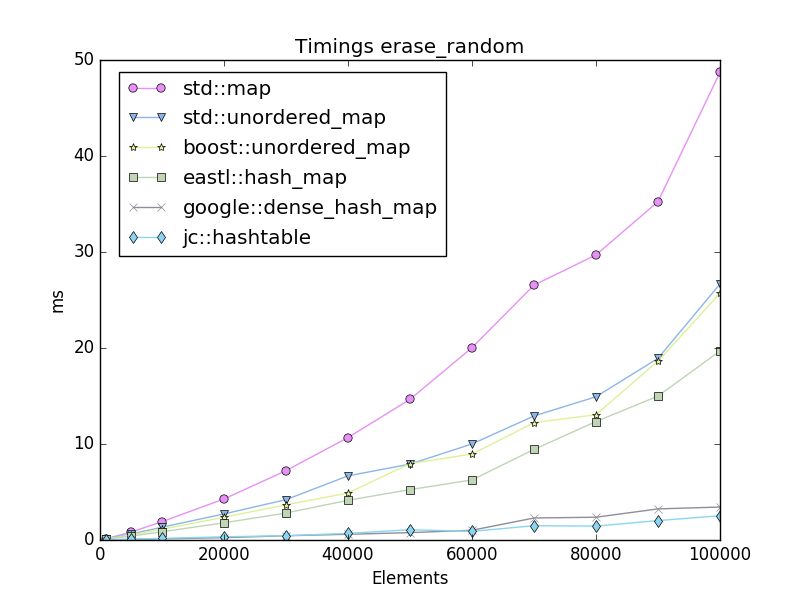 Timings erase_random
50
40
30
20
10
0
ms
std::map
std::unordered_map
boost::unordered_map
eastl::hash_map
google::dense_hash_map
jc::hashtable
0 20000 40000 60000 80000 100000
Elements